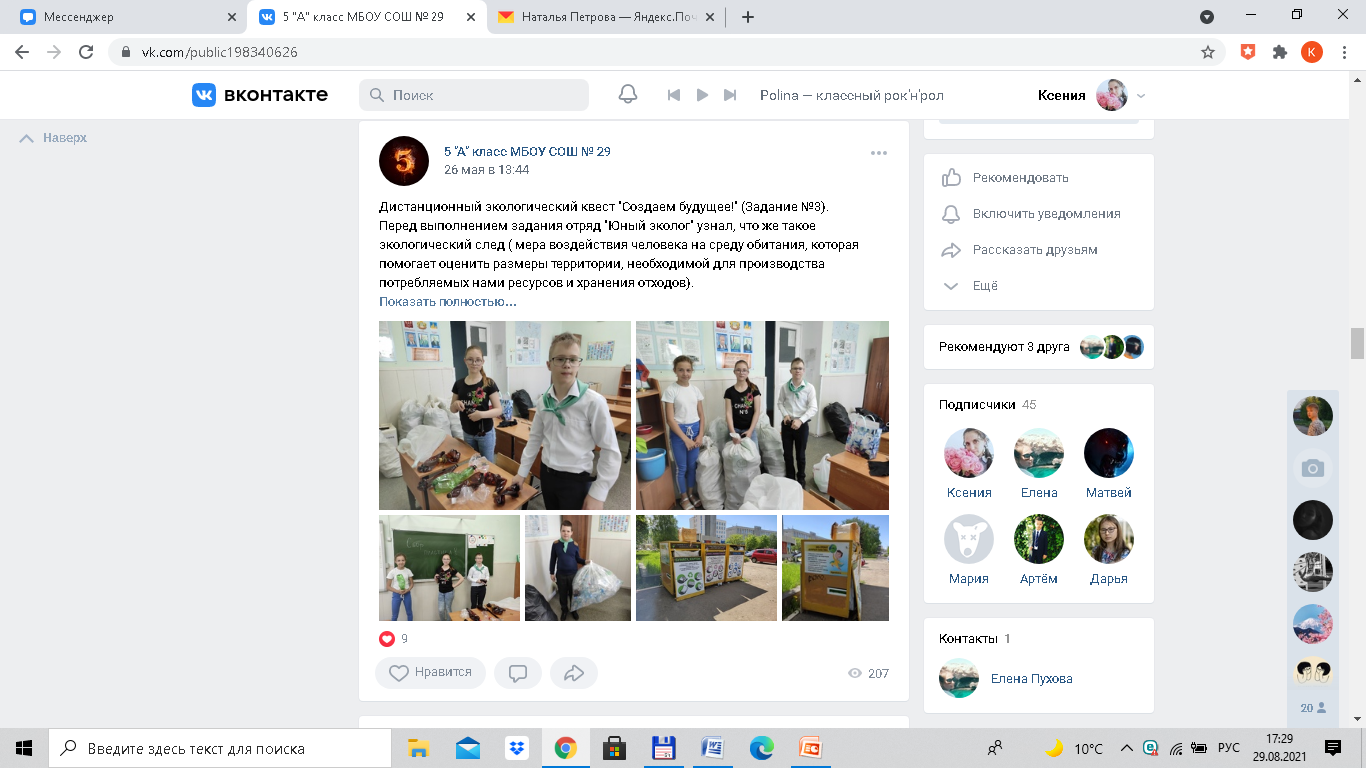 Мессенджер
5 "А" класс МБОУ СОШ № 29
Наталья Петрова — Яндекс.Поч
vk.com/public198340626
К
вконтакте
Поиск
Polina — классный рок'н'рол
Ксения
Наверх
5 "А" класс МБОУ СОШ № 29
26 мая в 13:44
Дистанционный экологический квест "Создаем будущее!" (Задание №3).
Перед выполнением задания отряд "Юный эколог" узнал, что же такое
экологический след ( мера воздействия человека на среду обитания, которая
помогает оценить размеры территории, необходимой для производства
потребляемых нами ресурсов и хранения отходов).
Показать полностью...
9
Нравится
207
Рекомендовать
Включить уведомления
Рассказать друзьям
Ещё
Рекомендуют 3 друга
Подписчики 45
Ксения
Елена
Матвей
Мария
Артём
Дарья
Контакты 1
Елена Пухова
20
Введите здесь текст для поиска
10°C
РУС
17:29
29.08.2021